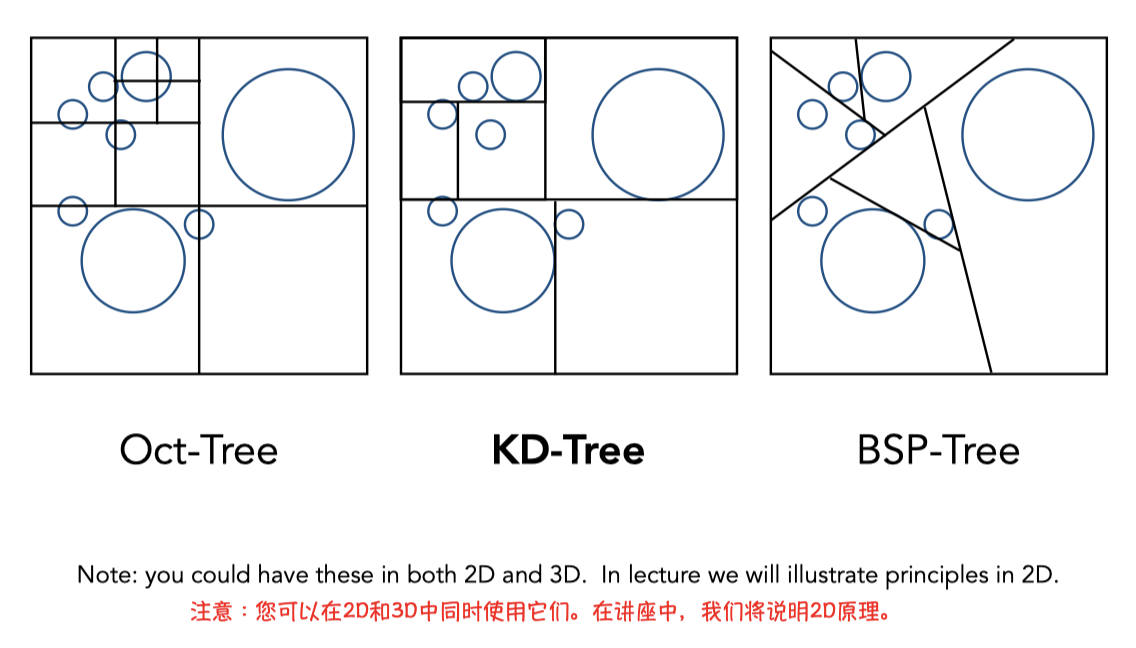 Oct-Tree
KD-Tree
BSP-Tree
Note: you could have these in both 2D and 3D. In lecture we will illustrate principles in 2D.
注意：您可以在2D和3D中同时使用它们。在讲座中，我们将说明2D原理。